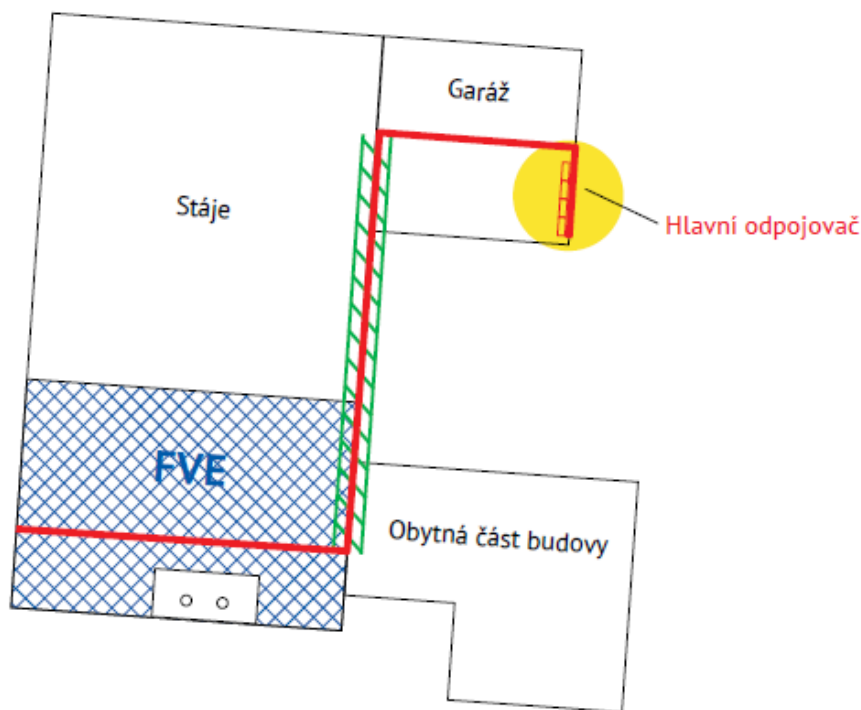 Garáž
Stáje
Hlavní odpojovač
FVE
Obytná část budovy